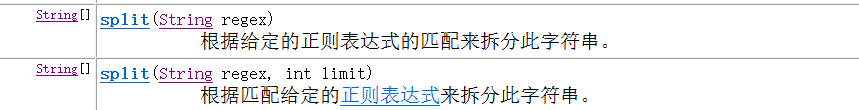 String[] split(String regex)
根据给定的正则表达式的匹配来拆分此字符串。
String[] split(String regex, int limit)
根据匹配给定的正则表达式来拆分此字符串。